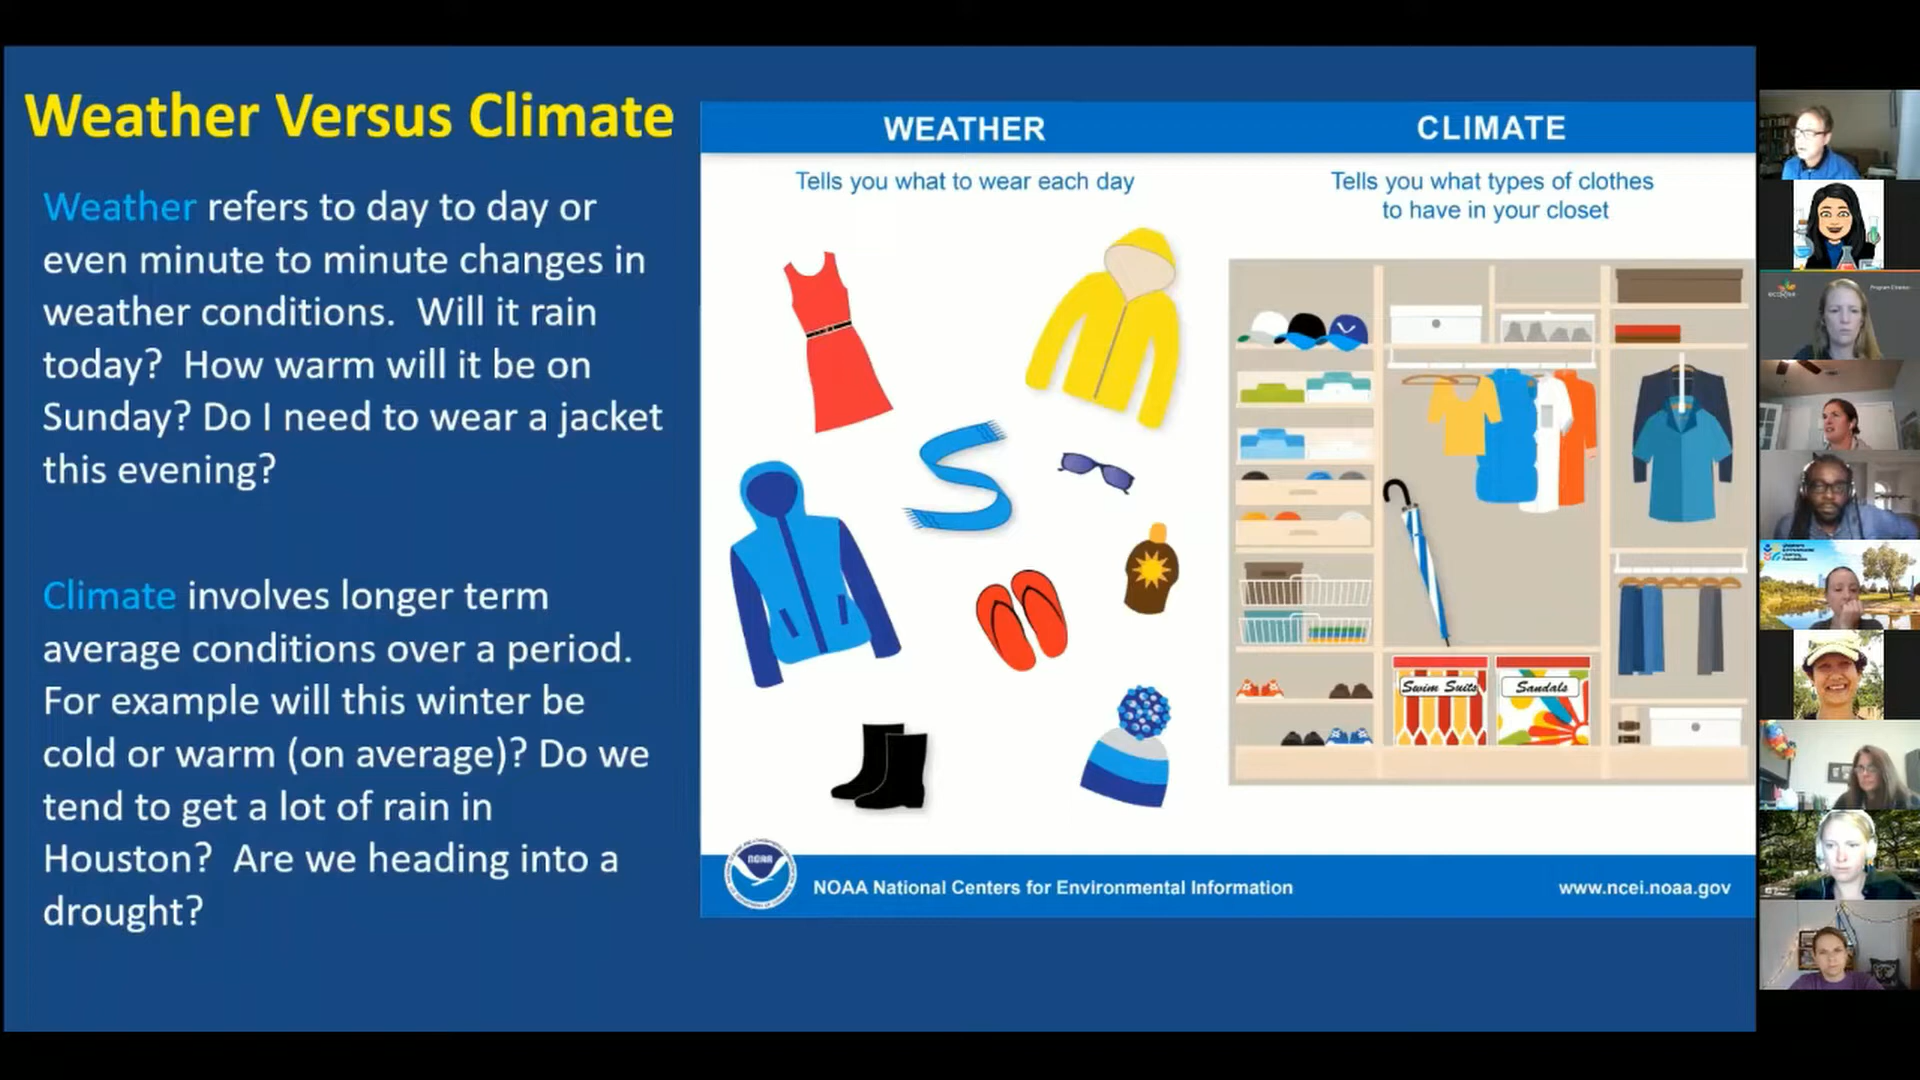 Weather Versus Climate
Weather refers to day to day or
even minute to minute changes in
weather conditions.  Will it rain
today?  How warm will it be on
Sunday? Do I need to wear a jacket
this evening?
Climate involves longer term
average conditions over a period.
For example will this winter be
cold or warm (on average)? Do we
tend to get a lot of rain in
Houston?  Are we heading into a
drought?
WEATHER
Tells you what to wear each day
CLIMATE
Tells you what types of clothes
to have in your closet
Swim Suits
Sandals
NOAA
NOAA National Centers for Environmental Information
www.ncei.noaa.gov